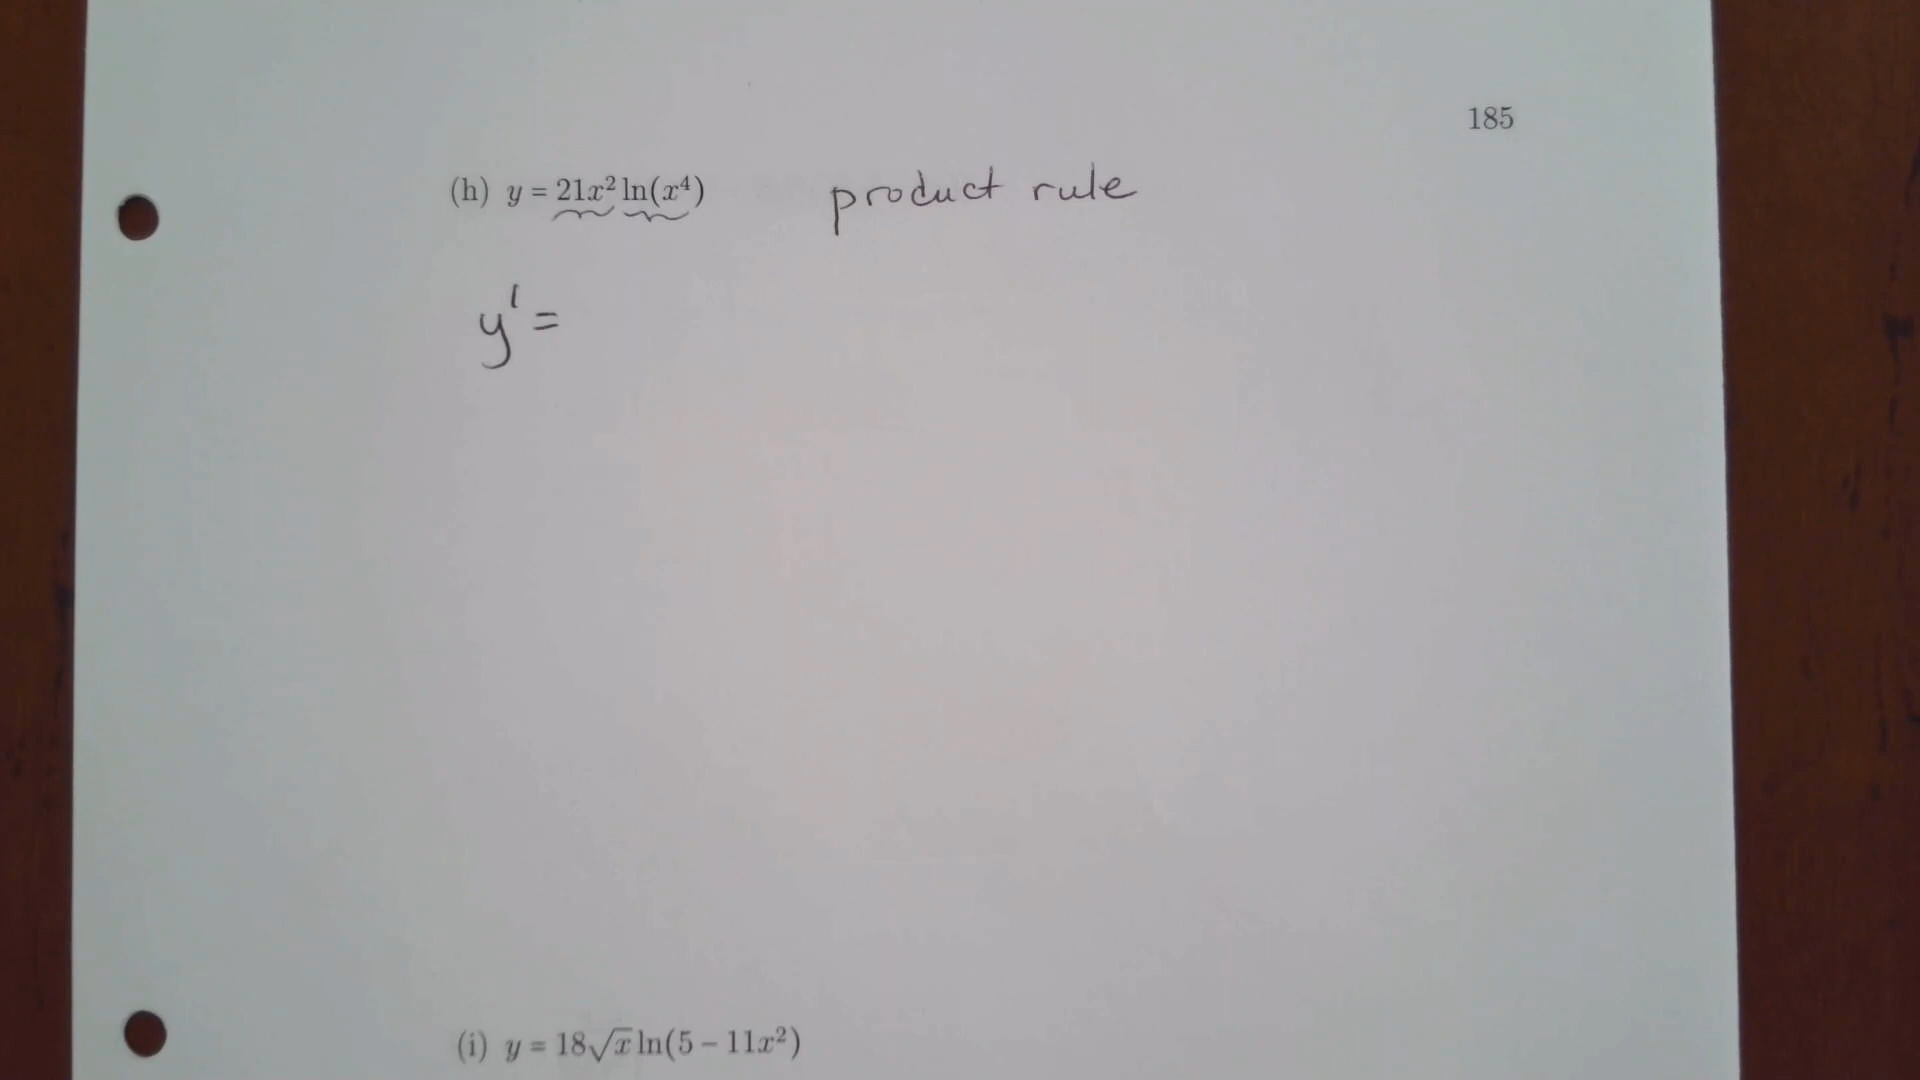 185
(h) y = 21x² ln(x⁴) product rule
y' =
(i) y = 18√x ln(5 − 11x²)